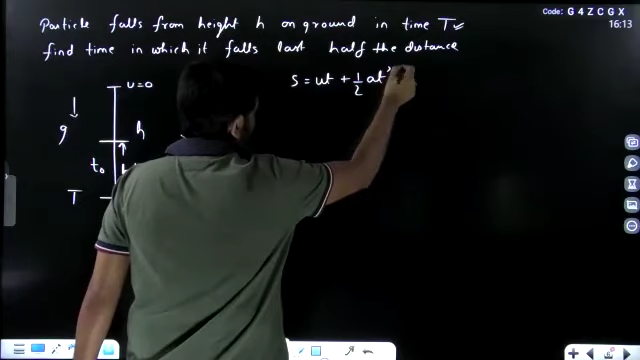 Code: G 4 Z C G X
16:13
Particle falls from height h on ground in time T
find time in which it falls last half the distance
u=0
S = ut + 1/2 at²
g
h
t₀
T